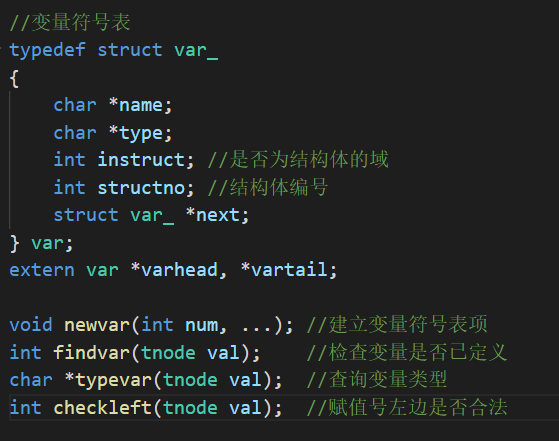 //变量符号表
typedef struct var_
{
    char *name;
    char *type;
    int instruct; //是否为结构体的域
    int structno; //结构体编号
    struct var_ *next;
} var;
extern var *varhead, *vartail;

void newvar(int num, ...); //建立变量符号表项
int findvar(tnode val);    //检查变量是否已定义
char *typevar(tnode val);  //查询变量类型
int checkleft(tnode val);  //赋值号左边是否合法